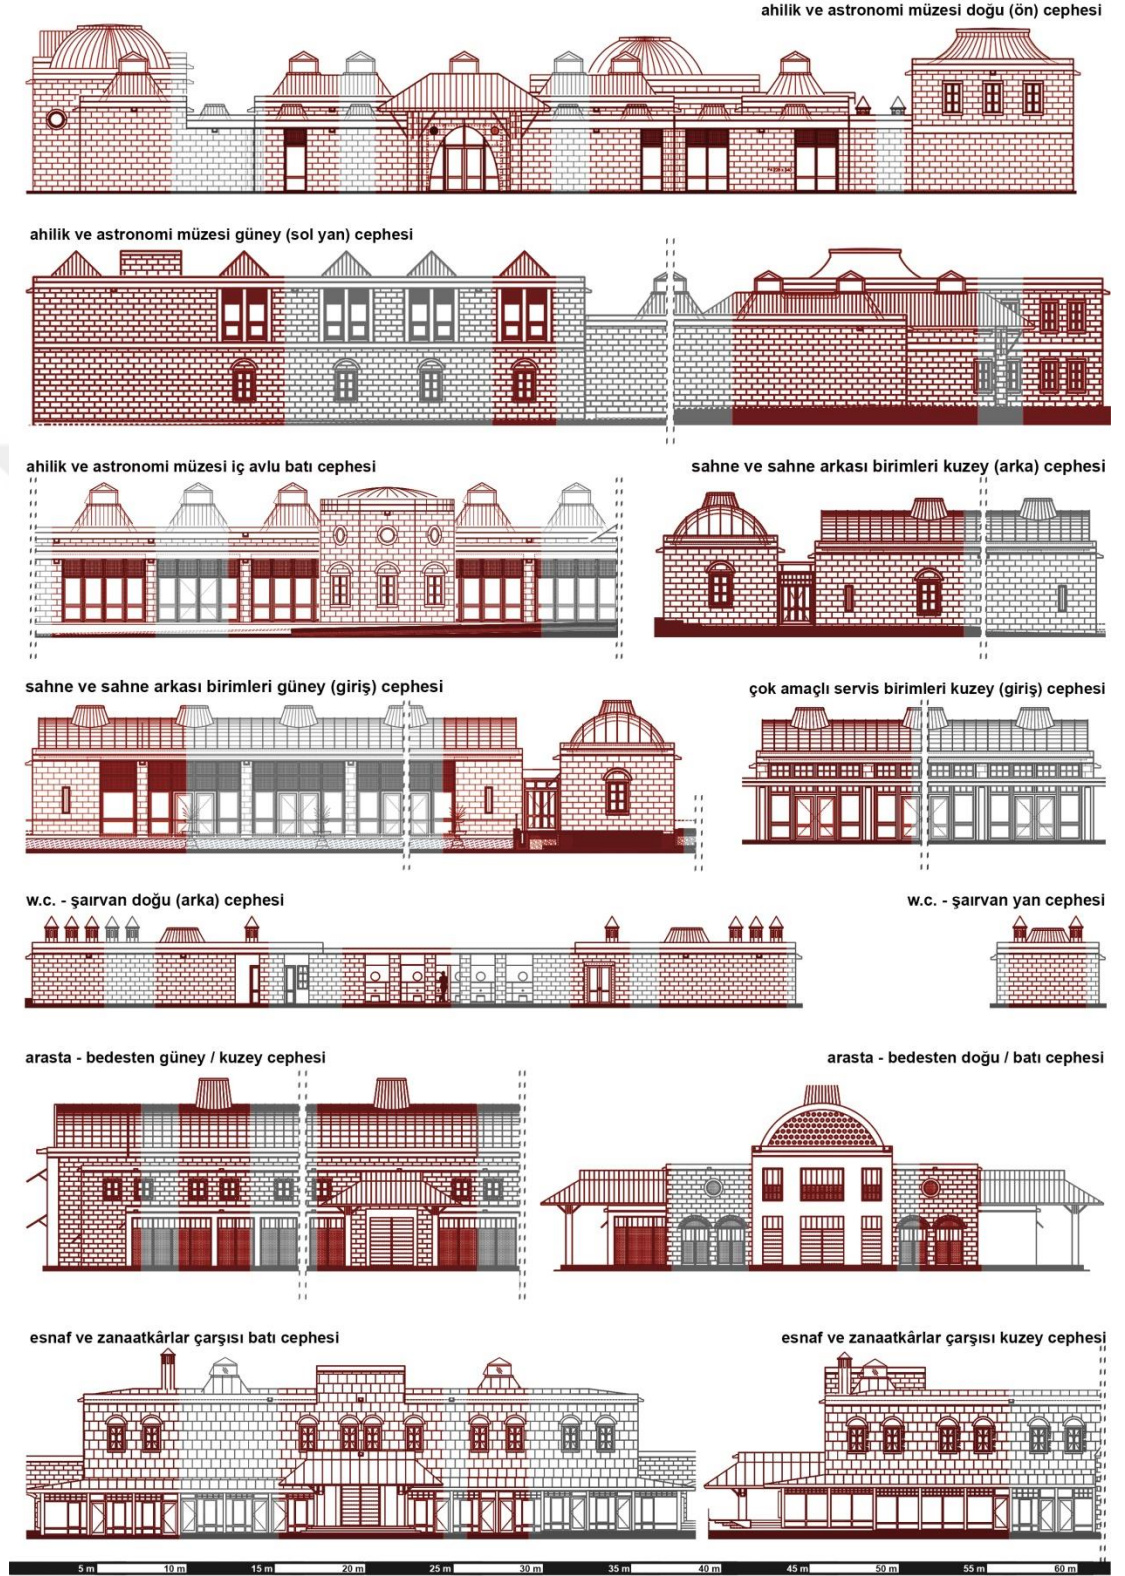 ahilik ve astronomi müzesi doğu (ön) cephesi
ahilik ve astronomi müzesi güney (sol yan) cephesi
ahilik ve astronomi müzesi iç avlu batı cephesi
sahne ve sahne arkası birimleri kuzey (arka) cephesi
sahne ve sahne arkası birimleri güney (giriş) cephesi
çok amaçlı servis birimleri kuzey (giriş) cephesi
w.c. - şaırvan doğu (arka) cephesi
w.c. - şaırvan yan cephesi
arasta - bedesten güney / kuzey cephesi
arasta - bedesten doğu / batı cephesi
esnaf ve zanaatkârlar çarşısı batı cephesi
esnaf ve zanaatkârlar çarşısı kuzey cephesi
5 m 10 m 15 m 20 m 25 m 30 m 35 m 40 m 45 m 50 m 55 m 60 m